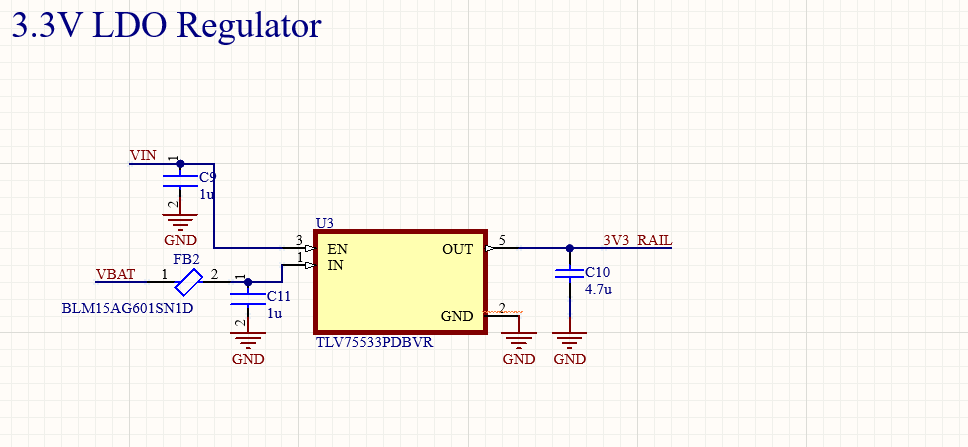 3.3V LDO Regulator
VIN
1
C9
1u
2
GND
U3
3
EN
OUT
5
3V3_RAIL
1
IN
FB2
VBAT
1
2
1
C10
4.7u
C11
1u
BLM15AG601SN1D
2
GND
2
TLV75533PDBVR
GND
GND
GND